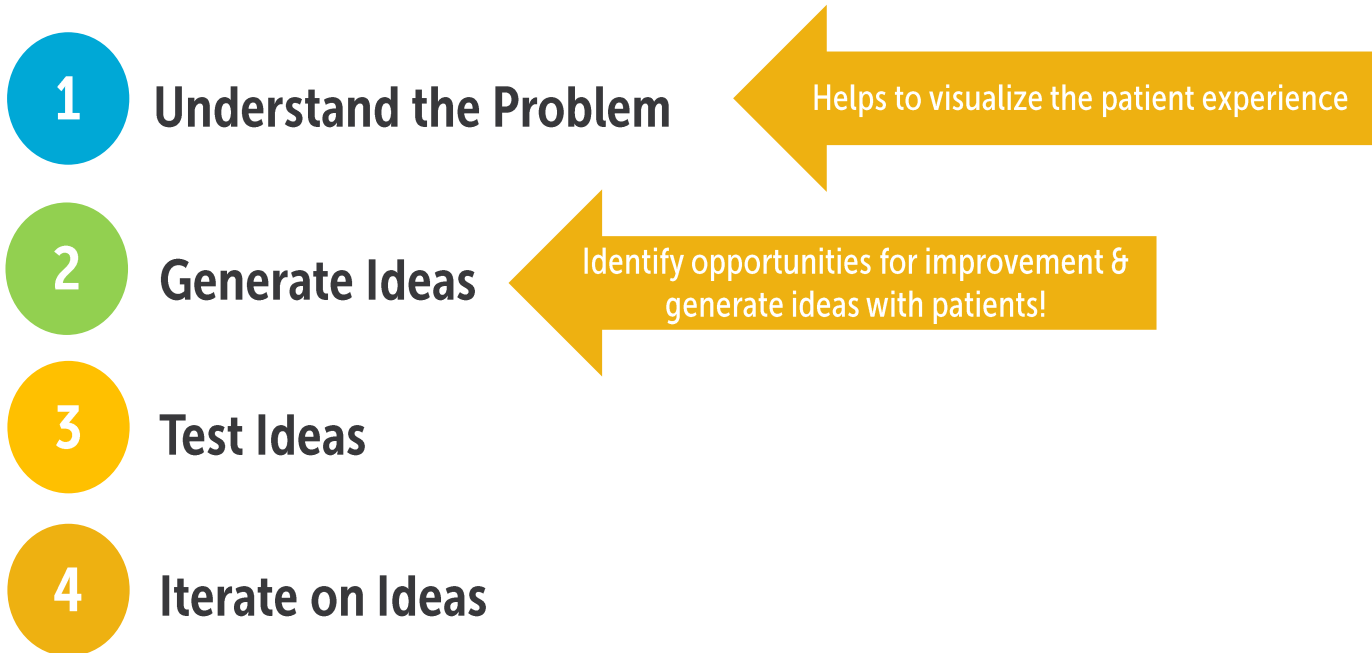 1
Understand the Problem
Helps to visualize the patient experience
2
Generate Ideas
Identify opportunities for improvement &
generate ideas with patients!
3
Test Ideas
4
Iterate on Ideas